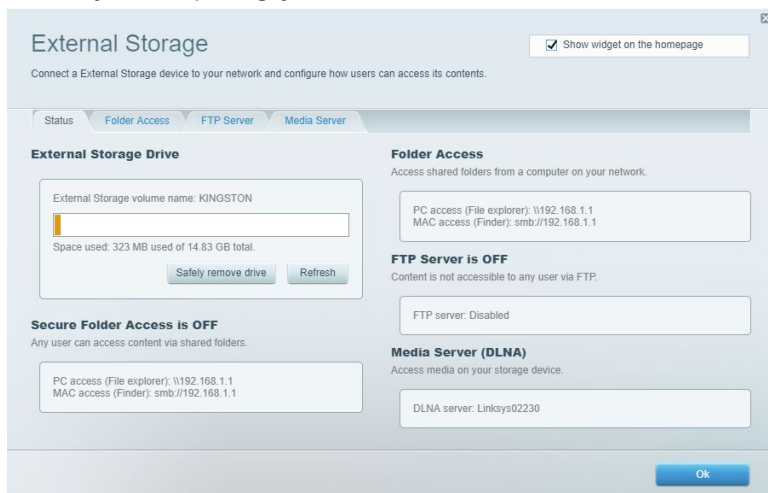 External Storage
Show widget on the homepage
Connect a External Storage device to your network and configure how users can access its contents.
Status
Folder Access
FTP Server
Media Server
External Storage Drive
External Storage volume name: KINGSTON
Space used: 323 MB used of 14.83 GB total.
Safely remove drive
Refresh
Secure Folder Access is OFF
Any user can access content via shared folders.
PC access (File explorer): \\192.168.1.1
MAC access (Finder): smb://192.168.1.1
Folder Access
Access shared folders from a computer on your network.
PC access (File explorer): \\192.168.1.1
MAC access (Finder): smb://192.168.1.1
FTP Server is OFF
Content is not accessible to any user via FTP.
FTP server: Disabled
Media Server (DLNA)
Access media on your storage device.
DLNA server: Linksys02230
Ok